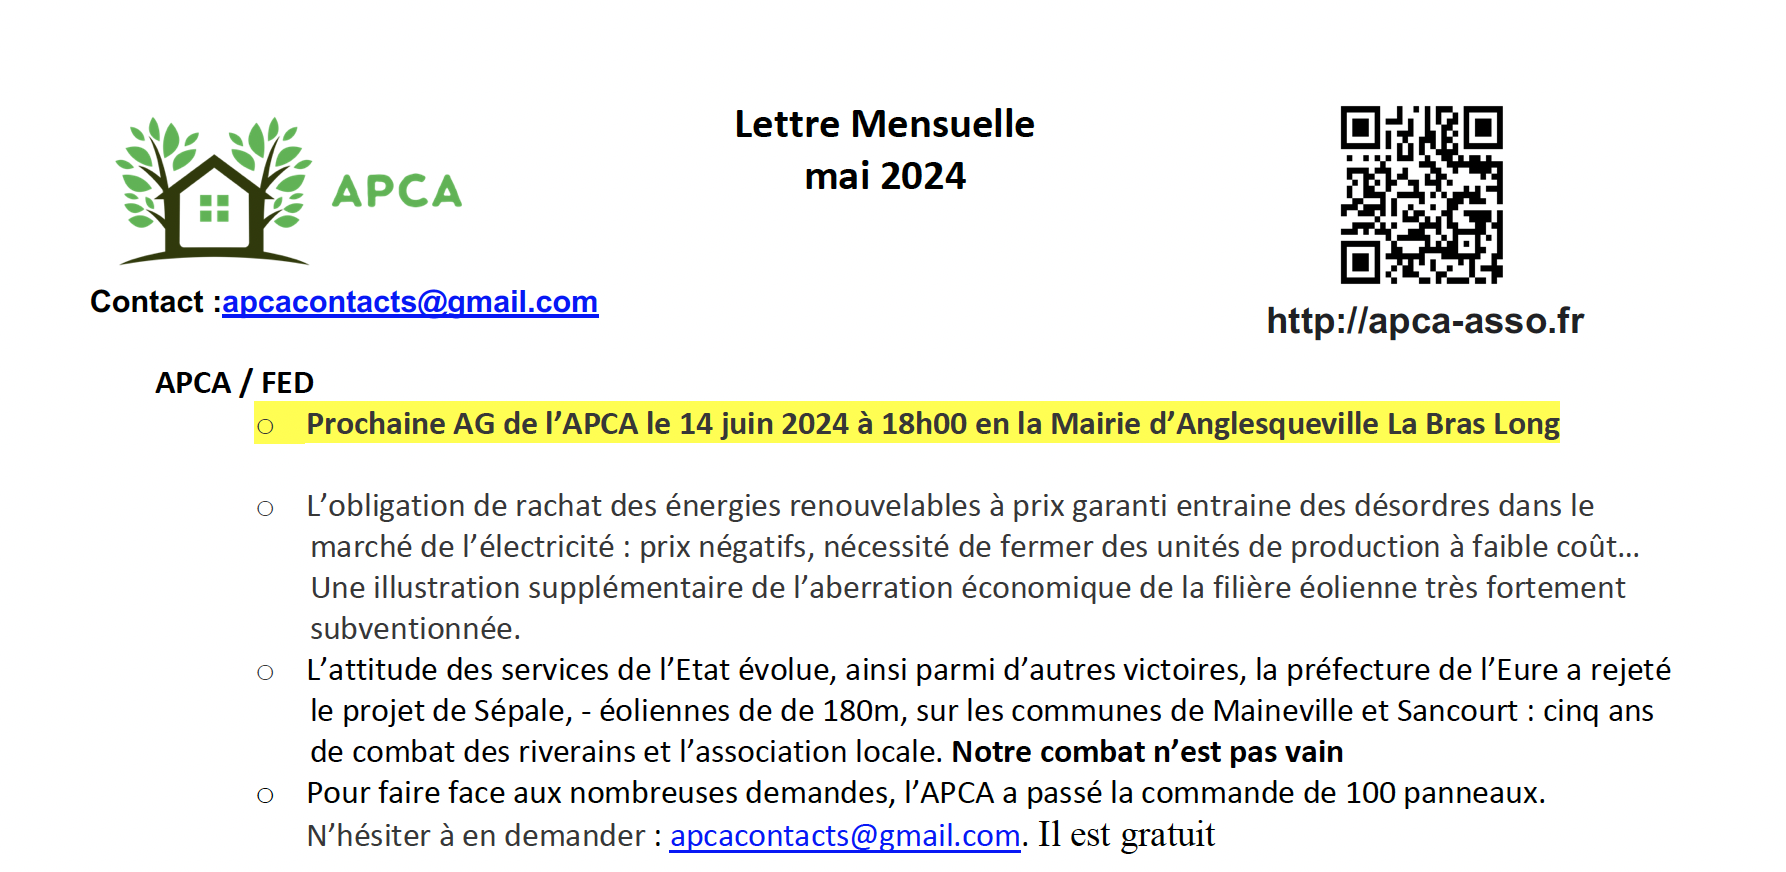 Lettre Mensuelle
mai 2024
APCA
Contact :apcacontacts@gmail.com
http://apca-asso.fr
APCA / FED
○ Prochaine AG de l’APCA le 14 juin 2024 à 18h00 en la Mairie d’Anglesqueville La Bras Long
○ L’obligation de rachat des énergies renouvelables à prix garanti entraine des désordres dans le
marché de l’électricité : prix négatifs, nécessité de fermer des unités de production à faible coût…
Une illustration supplémentaire de l’aberration économique de la filière éolienne très fortement
subventionnée.
○ L’attitude des services de l’Etat évolue, ainsi parmi d’autres victoires, la préfecture de l’Eure a rejeté
le projet de Sépale, - éoliennes de de 180m, sur les communes de Maineville et Sancourt : cinq ans
de combat des riverains et l’association locale. Notre combat n’est pas vain
○ Pour faire face aux nombreuses demandes, l’APCA a passé la commande de 100 panneaux.
N’hésiter à en demander : apcacontacts@gmail.com. Il est gratuit